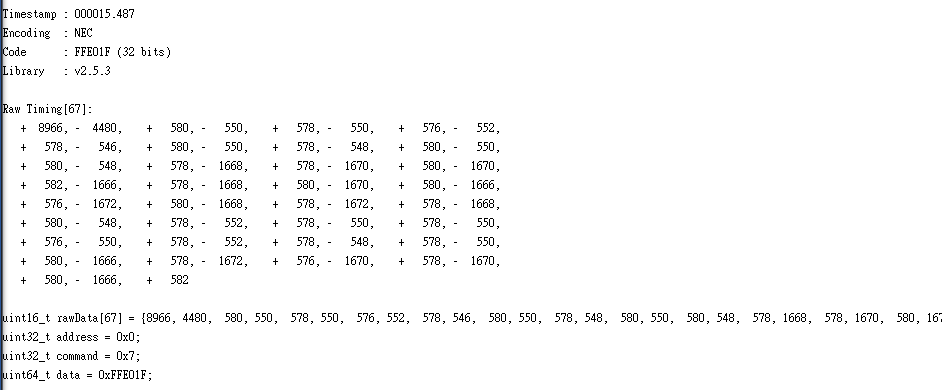 Timestamp : 000015.487
Encoding  : NEC
Code      : FFE01F (32 bits)
Library   : v2.5.3
Raw Timing[67]:
+  8966, -  4480,    +   580, -   550,    +   578, -   550,    +   576, -   552,
+   578, -   546,    +   580, -   550,    +   578, -   548,    +   580, -   550,
+   580, -   548,    +   578, -  1668,    +   578, -  1670,    +   580, -  1670,
+   582, -  1666,    +   578, -  1668,    +   580, -  1670,    +   580, -  1666,
+   576, -  1672,    +   580, -  1668,    +   578, -  1672,    +   578, -  1668,
+   580, -   548,    +   578, -   552,    +   578, -   550,    +   578, -   550,
+   576, -   550,    +   578, -   552,    +   578, -   548,    +   578, -   550,
+   580, -  1666,    +   578, -  1672,    +   576, -  1670,    +   578, -  1670,
+   580, -  1666,    +   582
uint16_t rawData[67] = {8966, 4480,  580, 550,  578, 550,  576, 552,  578, 546,  580, 550,  578, 548,  580, 550,  580, 548,  578, 1668,  578, 1670,  580, 167
uint32_t address = 0x0;
uint32_t command = 0x7;
uint64_t data = 0xFFE01F;